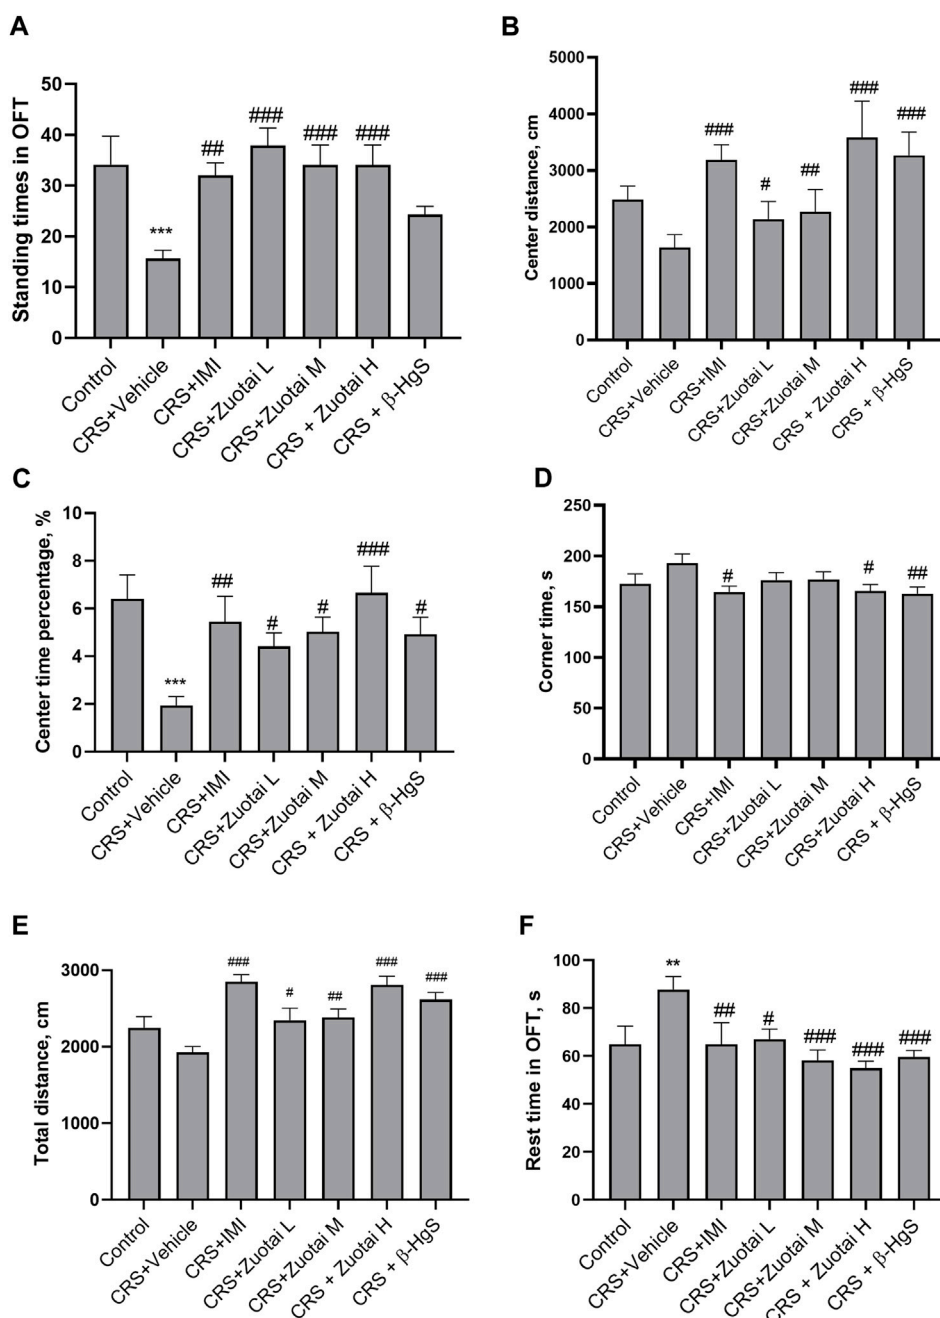 A
Standing times in OFT
50
40
30
20
10
0
***
##
###
###
###
Control
CRS+Vehicle
CRS+IMI
CRS+Zuotai L
CRS+Zuotai M
CRS + Zuotai H
CRS + β-HgS
B
Center distance, cm
5000
4000
3000
2000
1000
0
###
#
##
###
###
Control
CRS+Vehicle
CRS+IMI
CRS+Zuotai L
CRS+Zuotai M
CRS + Zuotai H
CRS + β-HgS
C
Center time percentage, %
10
8
6
4
2
0
***
##
#
#
###
#
Control
CRS+Vehicle
CRS+IMI
CRS+Zuotai L
CRS+Zuotai M
CRS + Zuotai H
CRS + β-HgS
D
Corner time, s
250
200
150
100
50
0
#
#
##
Control
CRS+Vehicle
CRS+IMI
CRS+Zuotai L
CRS+Zuotai M
CRS+Zuotai H
CRS + β-HgS
E
Total distance, cm
3000
2000
1000
0
###
#
##
###
###
Control
CRS+Vehicle
CRS+IMI
CRS+Zuotai L
CRS+Zuotai M
CRS + Zuotai H
CRS + β-HgS
F
Rest time in OFT, s
100
80
60
40
20
0
**
##
#
###
###
###
Control
CRS+Vehicle
CRS+IMI
CRS+Zuotai L
CRS+Zuotai M
CRS + Zuotai H
CRS + β-HgS